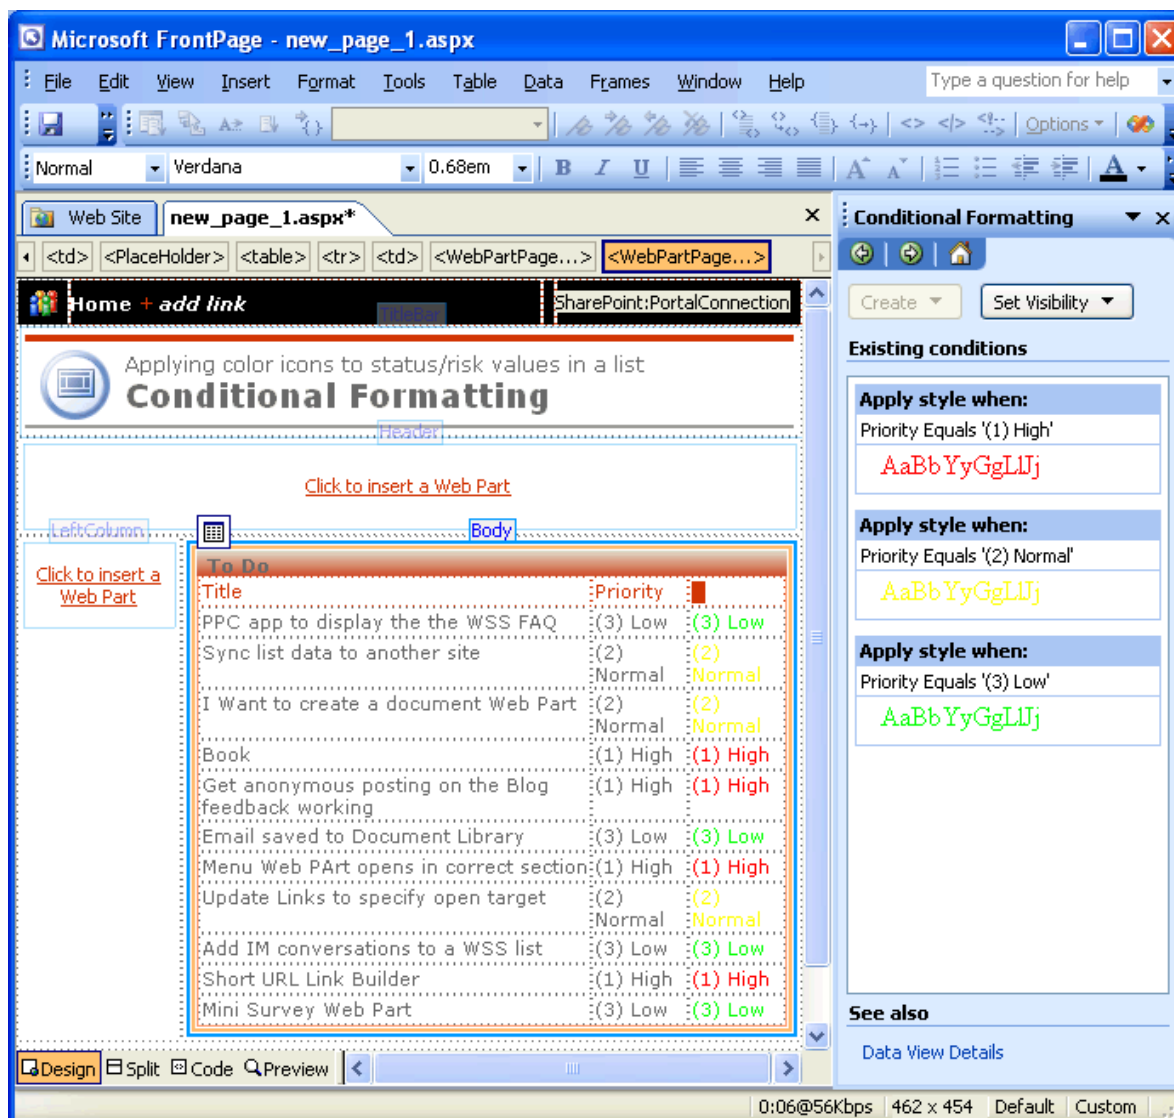 Microsoft FrontPage - new_page_1.aspx
File Edit View Insert Format Tools Table Data Frames Window Help Type a question for help
Options
Normal Verdana 0.68em B I U A A A
Web Site new_page_1.aspx* Conditional Formatting
<td> <PlaceHolder> <table> <tr> <td> <WebPartPage...> <WebPartPage...>
Home + add link SharePoint:PortalConnection
TitleBar
Create Set Visibility
Applying color icons to status/risk values in a list
Conditional Formatting
Header
Click to insert a Web Part
LeftColumn Body
Click to insert a
Web Part
To Do
Title Priority
PPC app to display the the WSS FAQ (3) Low (3) Low
Sync list data to another site (2) (2)
Normal Normal
I Want to create a document Web Part (2) (2)
Normal Normal
Book (1) High (1) High
Get anonymous posting on the Blog (1) High (1) High
feedback working
Email saved to Document Library (3) Low (3) Low
Menu Web PArt opens in correct section (1) High (1) High
Update Links to specify open target (2) (2)
Normal Normal
Add IM conversations to a WSS list (3) Low (3) Low
Short URL Link Builder (1) High (1) High
Mini Survey Web Part (3) Low (3) Low
Existing conditions
Apply style when:
Priority Equals '(1) High'
AaBbYyGgLlJj
Apply style when:
Priority Equals '(2) Normal'
AaBbYyGgLlJj
Apply style when:
Priority Equals '(3) Low'
AaBbYyGgLlJj
See also
Data View Details
Design Split Code Preview
0:06@56Kbps 462 x 454 Default Custom